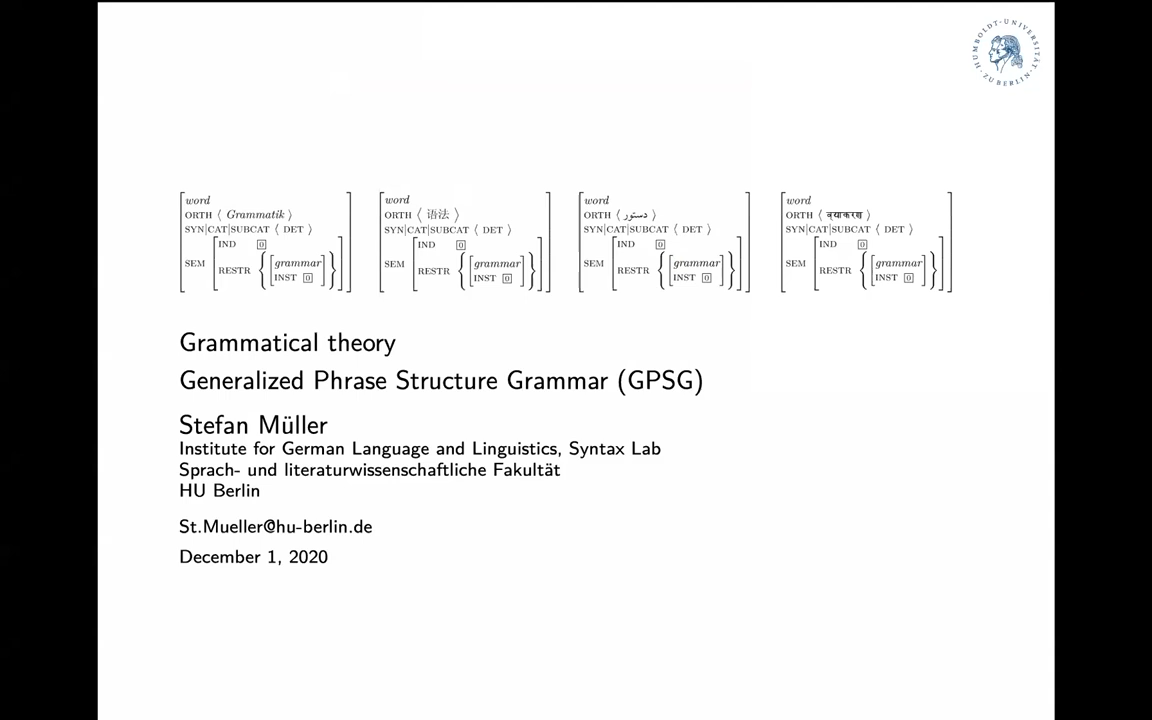 HUMBOLDT-UNIVERSITÄT ZU BERLIN
word
ORTH ⟨ Grammatik ⟩
SYN|CAT|SUBCAT ⟨ DET ⟩
SEM
IND 0
RESTR
grammar
INST 0
word
ORTH ⟨ 语法 ⟩
SYN|CAT|SUBCAT ⟨ DET ⟩
SEM
IND 0
RESTR
grammar
INST 0
word
ORTH ⟨ دستور ⟩
SYN|CAT|SUBCAT ⟨ DET ⟩
SEM
IND 0
RESTR
grammar
INST 0
word
ORTH ⟨ व्याकरण ⟩
SYN|CAT|SUBCAT ⟨ DET ⟩
SEM
IND 0
RESTR
grammar
INST 0
Grammatical theory
Generalized Phrase Structure Grammar (GPSG)
Stefan Müller
Institute for German Language and Linguistics, Syntax Lab
Sprach- und literaturwissenschaftliche Fakultät
HU Berlin
St.Mueller@hu-berlin.de
December 1, 2020